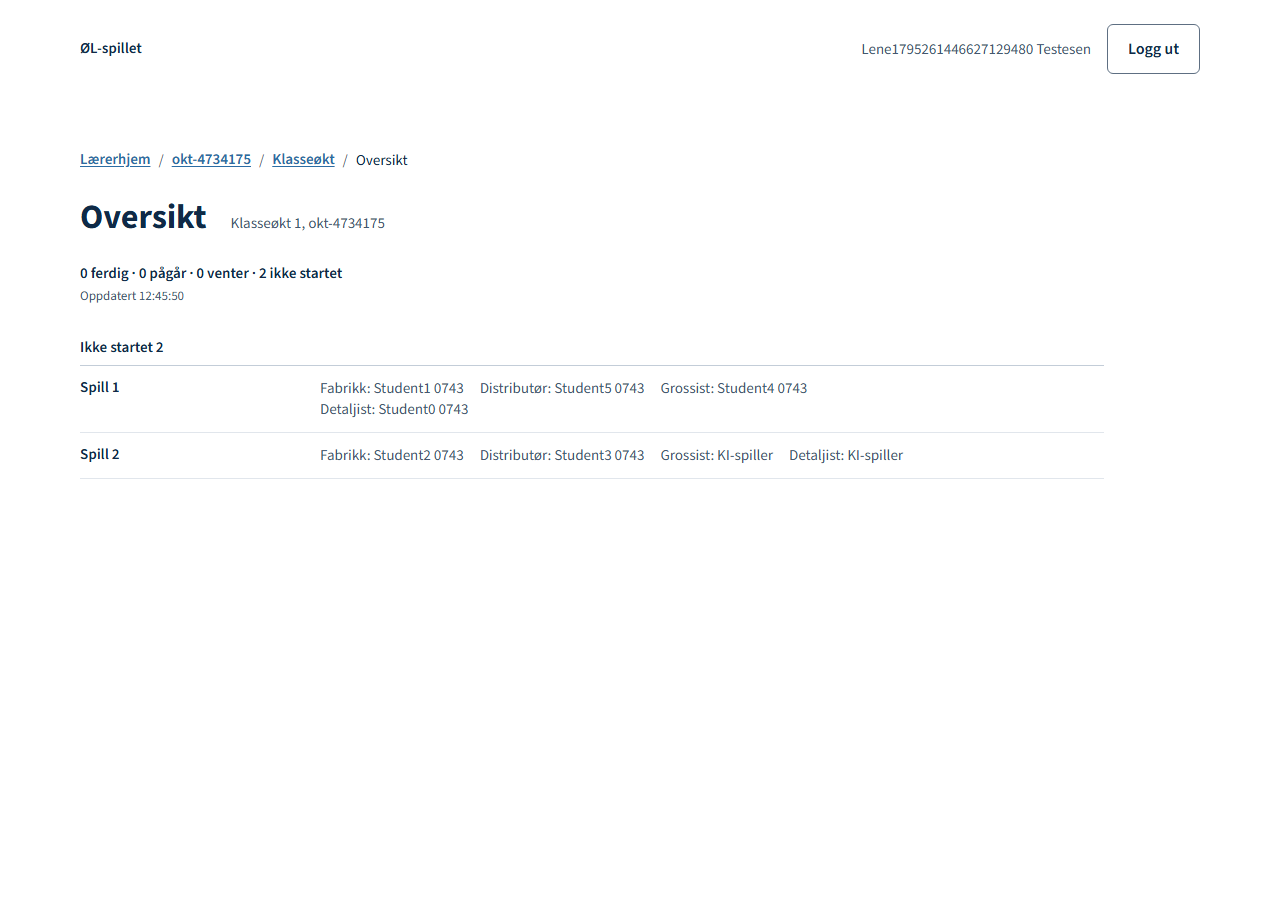 ØL-spillet
Lene1795261446627129480 Testesen
Logg ut
Lærerhjem / okt-4734175 / Klasseøkt / Oversikt
Oversikt
Klasseøkt 1, okt-4734175
0 ferdig · 0 pågår · 0 venter · 2 ikke startet
Oppdatert 12:45:50
Ikke startet 2
Spill 1
Fabrikk: Student1 0743 Distributør: Student5 0743 Grossist: Student4 0743
Detaljist: Student0 0743
Spill 2
Fabrikk: Student2 0743 Distributør: Student3 0743 Grossist: KI-spiller Detaljist: KI-spiller